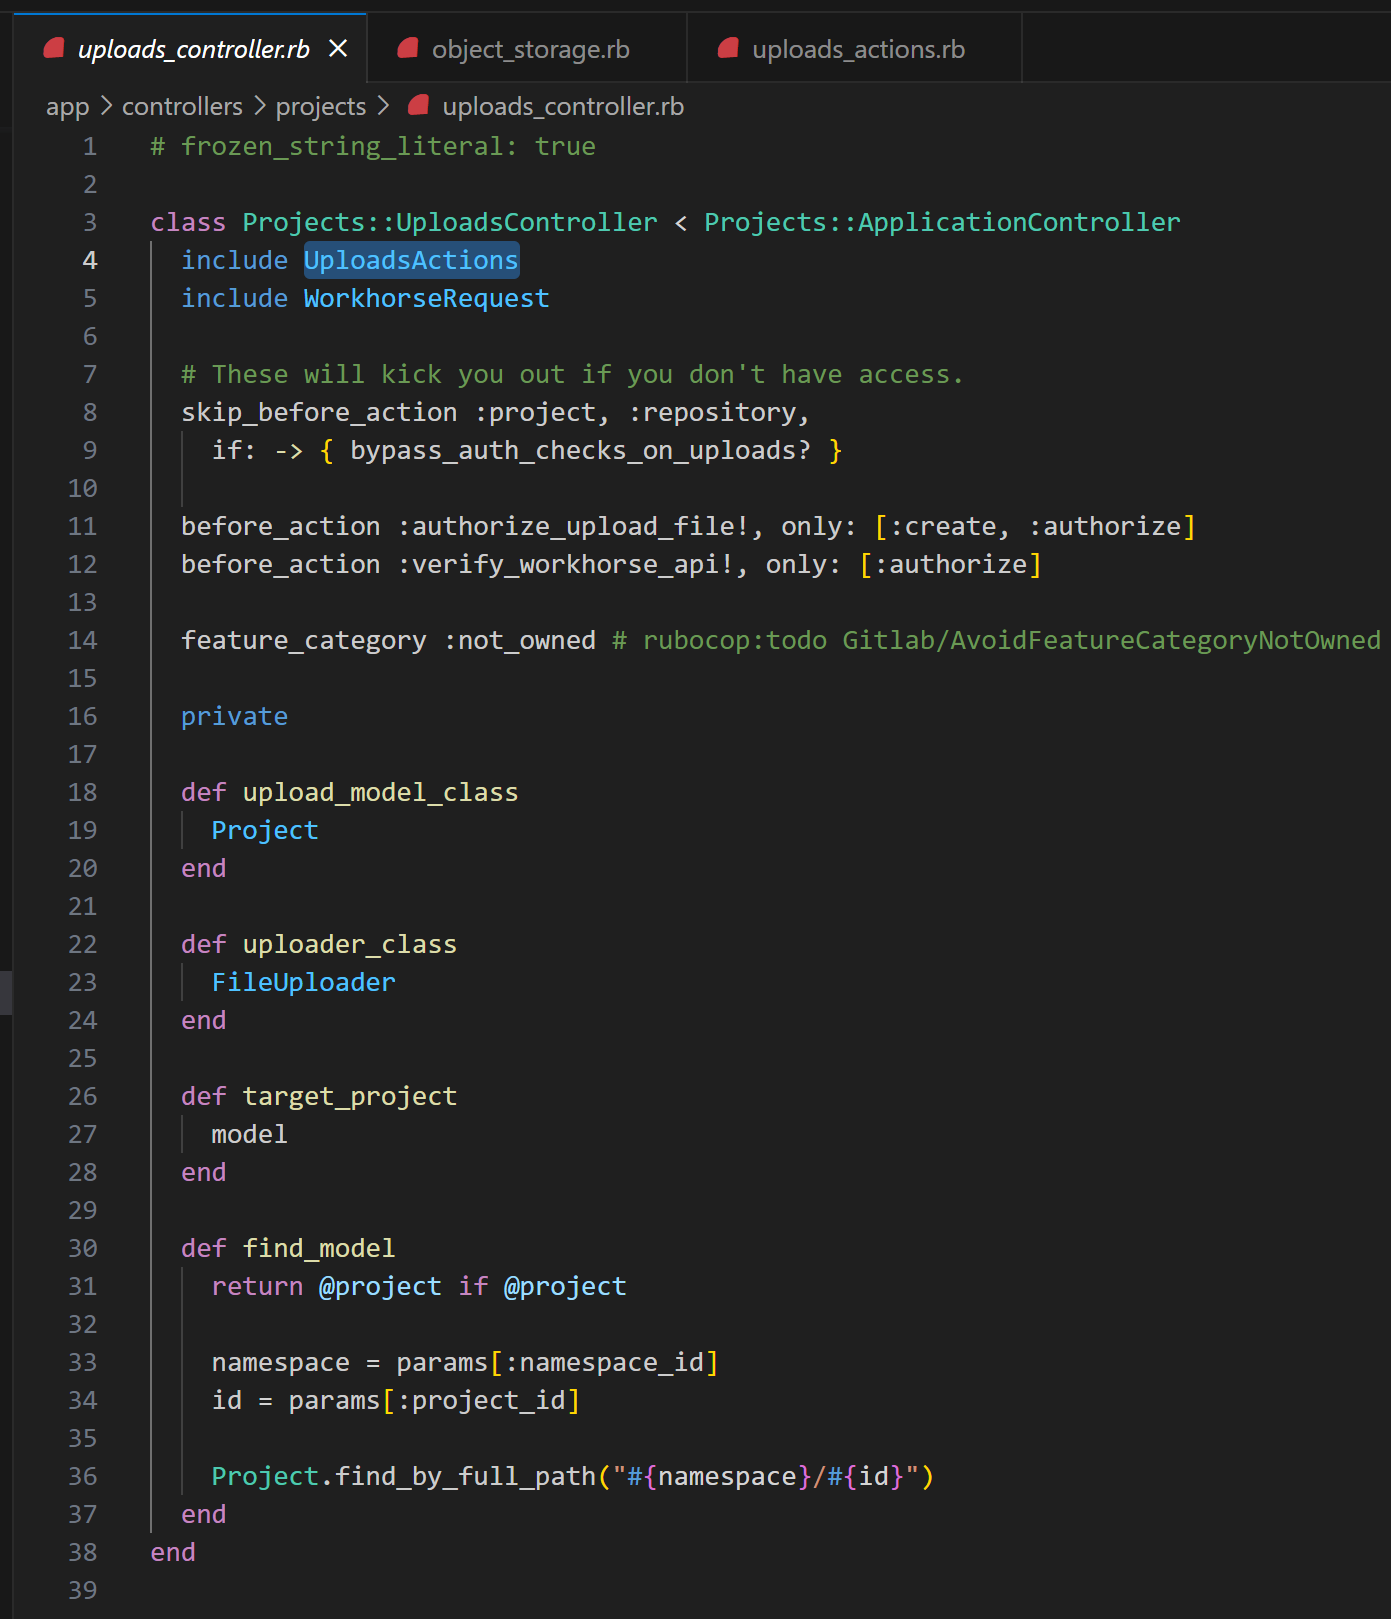 uploads_controller.rb
object_storage.rb
uploads_actions.rb
app > controllers > projects > uploads_controller.rb
1 # frozen_string_literal: true
2
3 class Projects::UploadsController < Projects::ApplicationController
4   include UploadsActions
5   include WorkhorseRequest
6
7   # These will kick you out if you don't have access.
8   skip_before_action :project, :repository,
9     if: -> { bypass_auth_checks_on_uploads? }
10
11   before_action :authorize_upload_file!, only: [:create, :authorize]
12   before_action :verify_workhorse_api!, only: [:authorize]
13
14   feature_category :not_owned # rubocop:todo Gitlab/AvoidFeatureCategoryNotOwned
15
16   private
17
18   def upload_model_class
19     Project
20   end
21
22   def uploader_class
23     FileUploader
24   end
25
26   def target_project
27     model
28   end
29
30   def find_model
31     return @project if @project
32
33     namespace = params[:namespace_id]
34     id = params[:project_id]
35
36     Project.find_by_full_path("#{namespace}/#{id}")
37   end
38 end
39